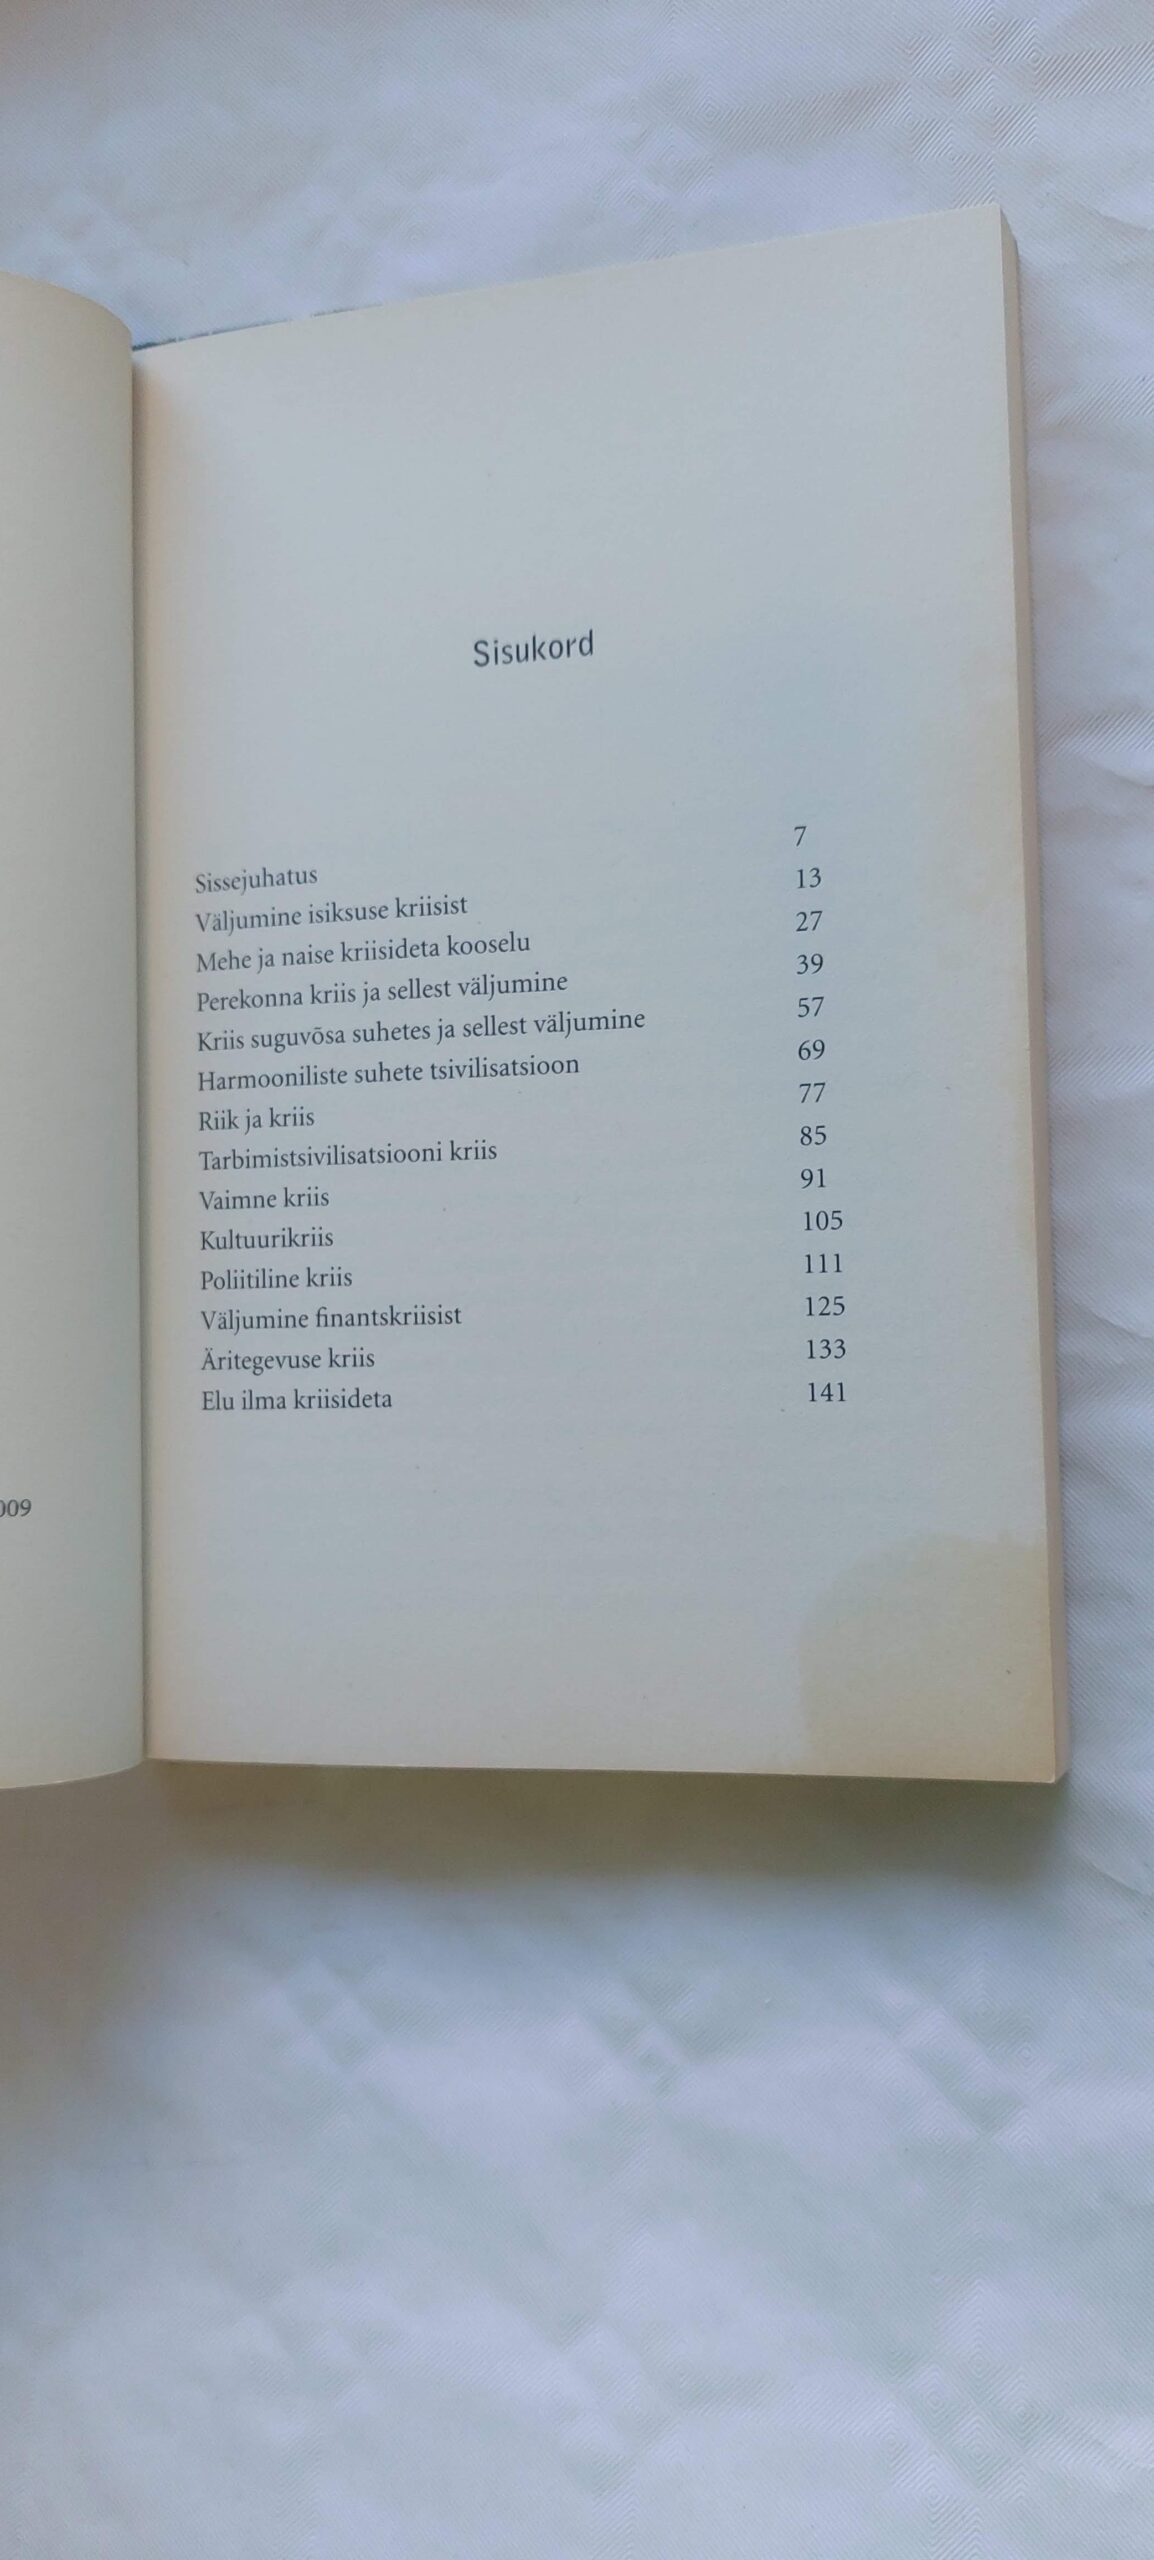 009
Sisukord
Sissejuhatus 7
Väljumine isiksuse kriisist 13
Mehe ja naise kriisideta kooselu 27
Perekonna kriis ja sellest väljumine 39
Kriis suguvõsa suhetes ja sellest väljumine 57
Harmooniliste suhete tsivilisatsioon 69
Riik ja kriis 77
Tarbimistsivilisatsiooni kriis 85
Vaimne kriis 91
Kultuurikriis 105
Poliitiline kriis 111
Väljumine finantskriisist 125
Äritegevuse kriis 133
Elu ilma kriisideta 141